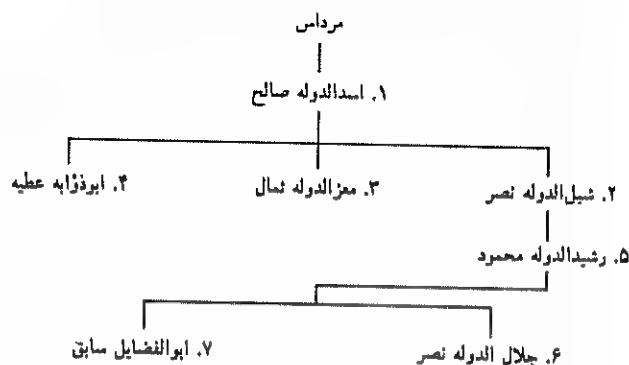 مرداس
۱. اسدالدوله صالح
۲. شبل‌الدوله نصر
۳. معزالدوله ثمال
۴. ابوذؤابه عطیه
۵. رشیدالدوله محمود
۶. جلال الدوله نصر
۷. ابوالفضایل سابق